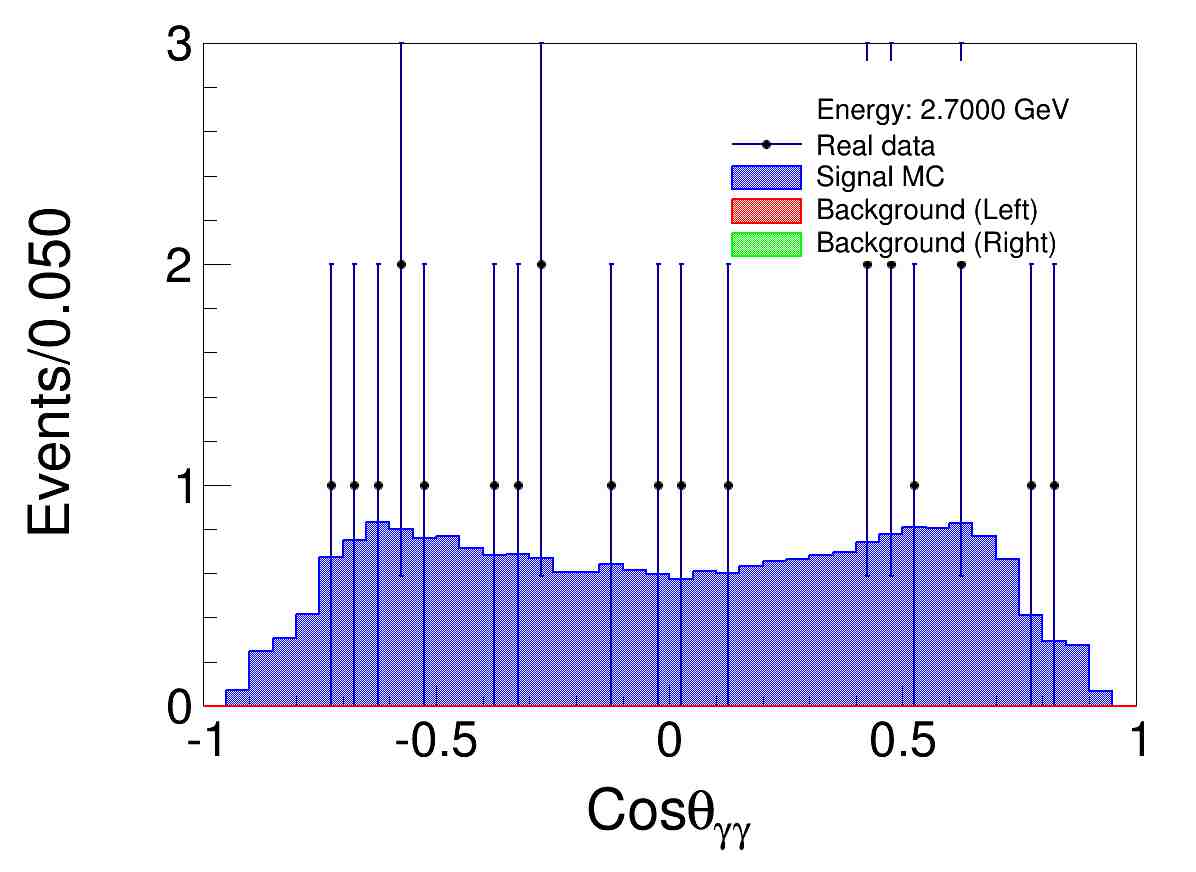 3
2
1
0
Events/0.050
Energy: 2.7000 GeV
Real data
Signal MC
Background (Left)
Background (Right)
-1 -0.5 0 0.5 1
Cosθγγ